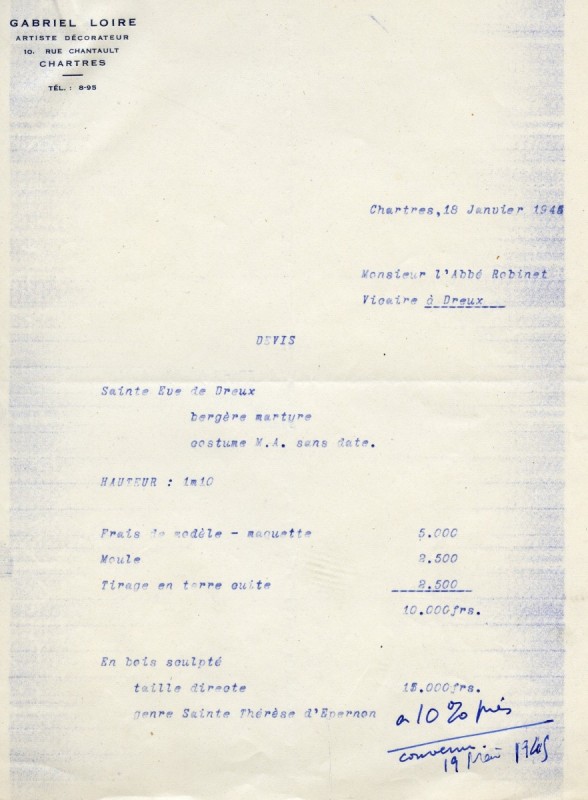 GABRIEL LOIRE
ARTISTE DÉCORATEUR
10. RUE CHANTAULT
CHARTRES
TÉL. : 8-95
Chartres,18 Janvier 1945
Monsieur l'Abbé Robinet
Vicaire à Dreux
DEVIS
Sainte Eve de Dreux
bergère martyre
costume M.A. sans date.
HAUTEUR : 1m10
Frais de modèle - maquette 5.000
Moule 2.500
Tirage en terre cuite 2.500
10.000frs.
En bois sculpté
taille directe 15.000frs.
genre Sainte Thérèse d'Epernon
à 10 % près
convenu
19 1945